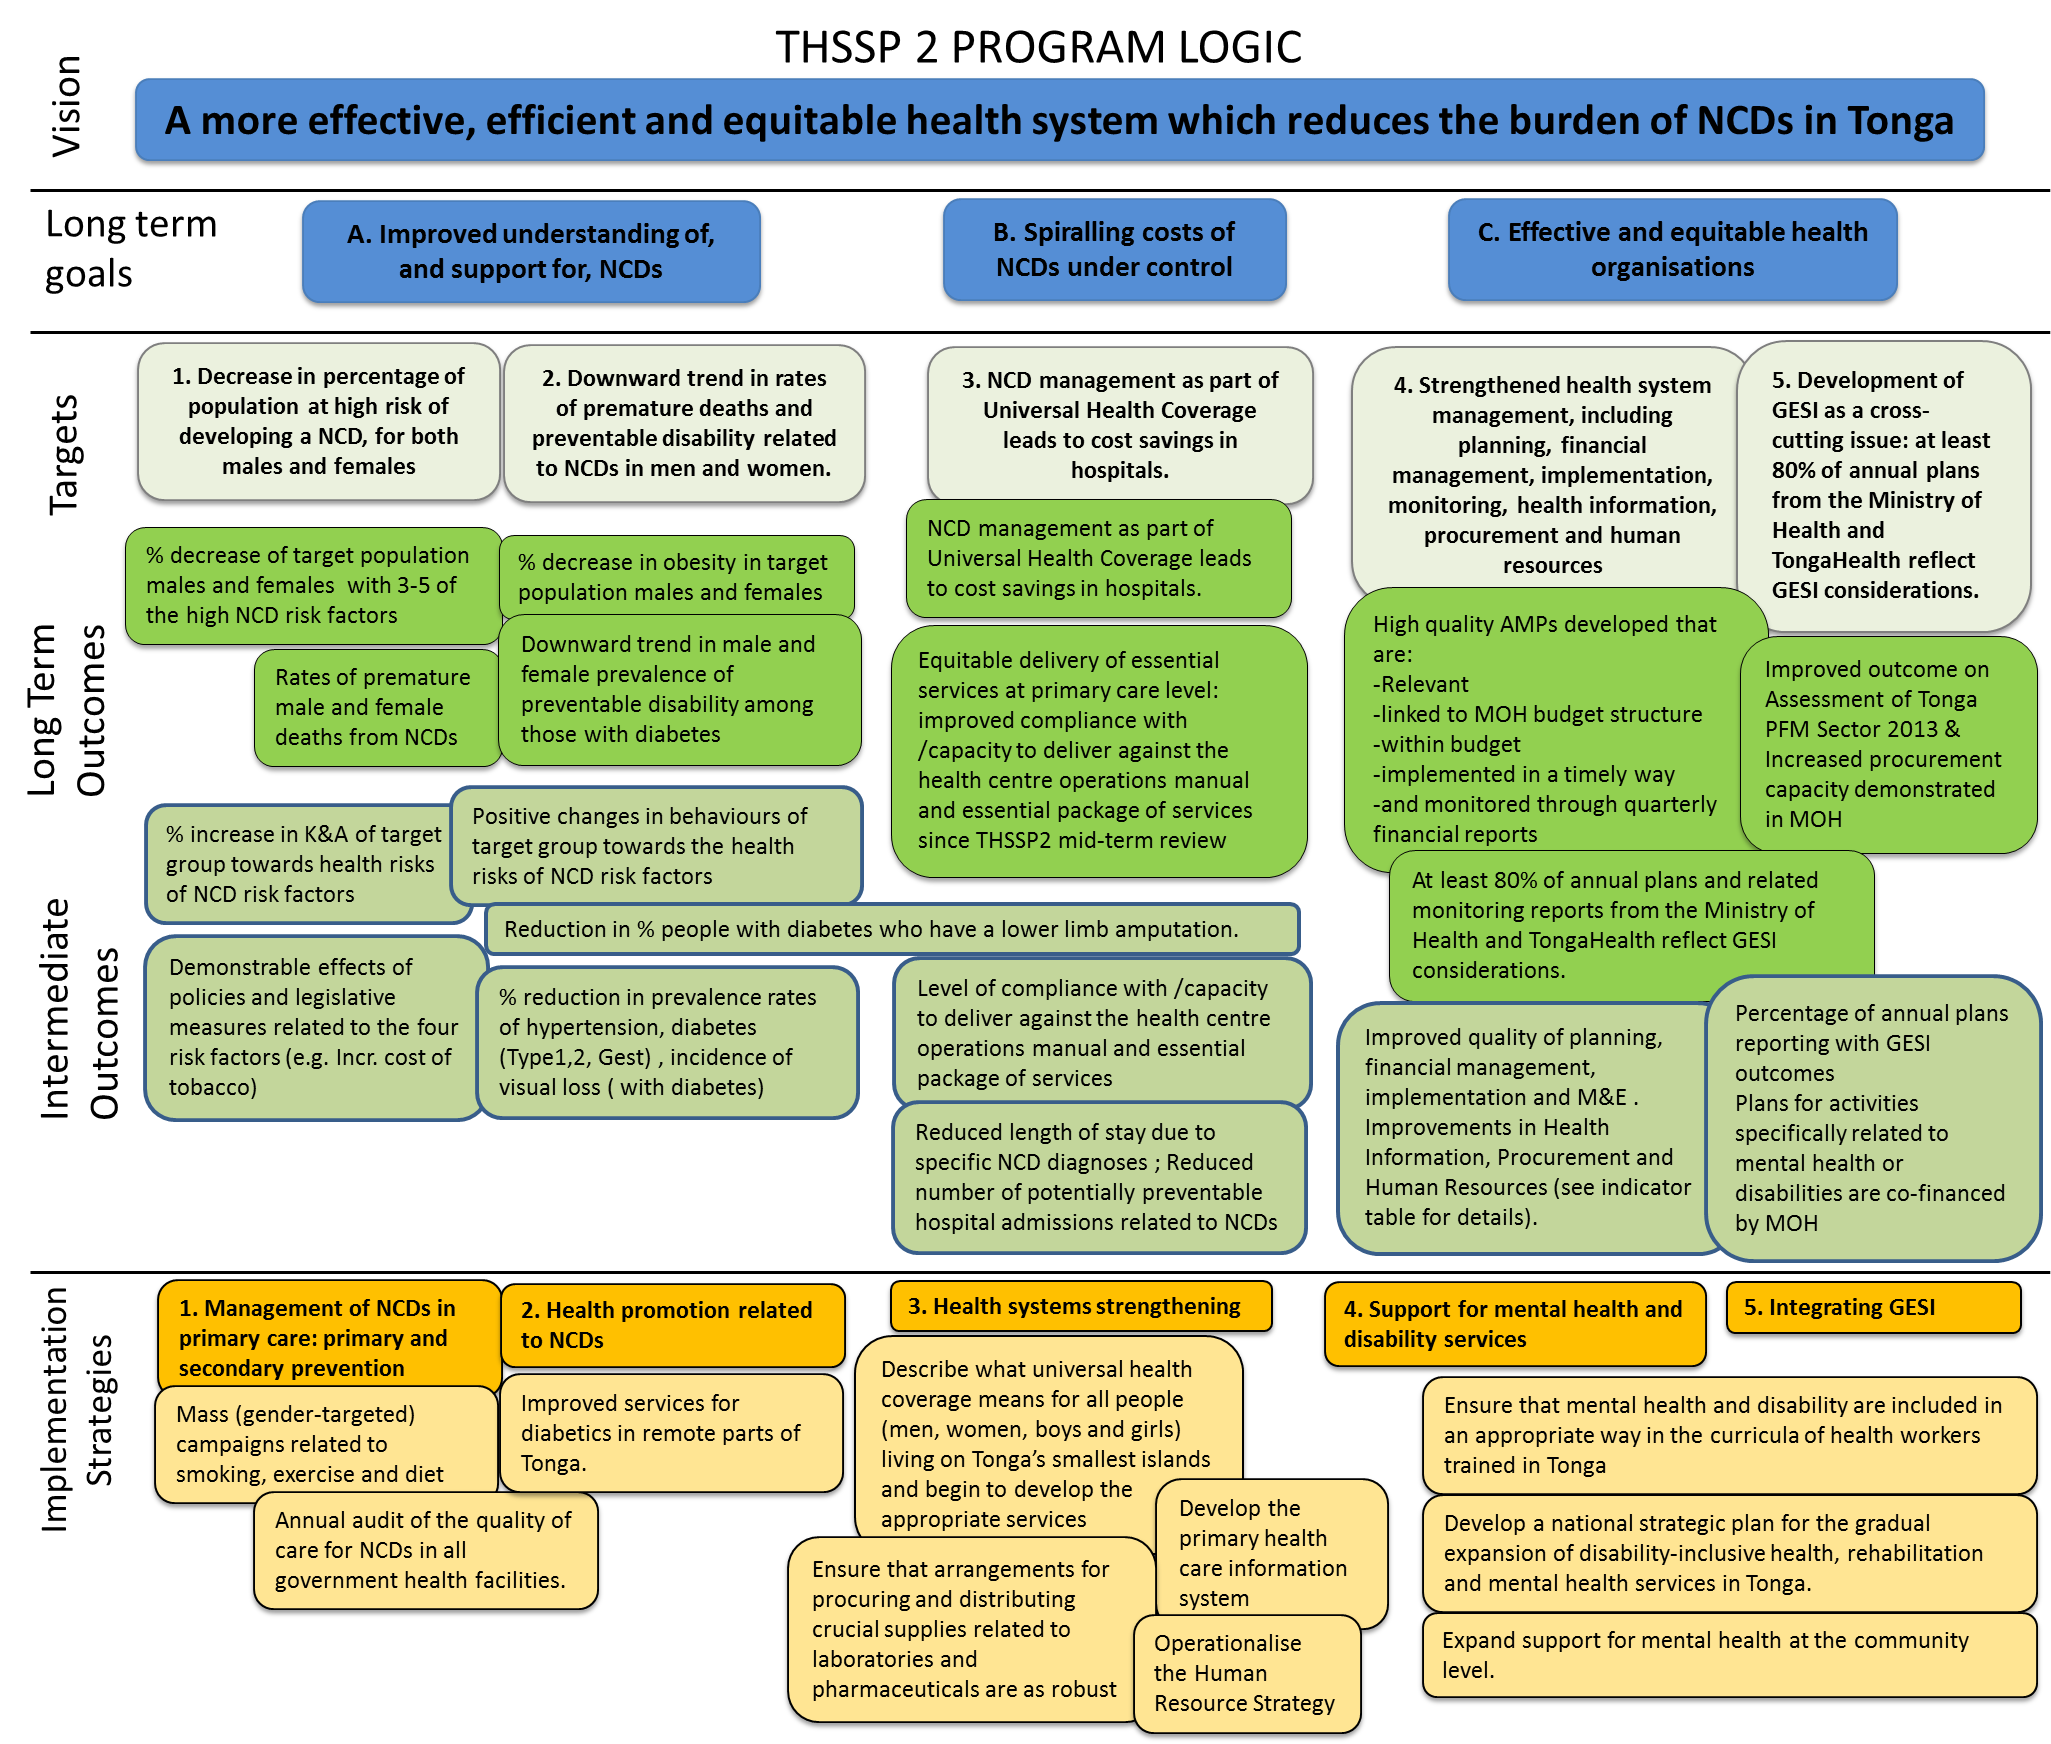 THSSP 2 PROGRAM LOGIC
Vision
A more effective, efficient and equitable health system which reduces the burden of NCDs in Tonga
Long term
goals
A. Improved understanding of,
and support for, NCDs
B. Spiralling costs of
NCDs under control
C. Effective and equitable health
organisations
Targets
1. Decrease in percentage of
population at high risk of
developing a NCD, for both
males and females
2. Downward trend in rates
of premature deaths and
preventable disability related
to NCDs in men and women.
3. NCD management as part of
Universal Health Coverage
leads to cost savings in
hospitals.
4. Strengthened health system
management, including
planning, financial
management, implementation,
monitoring, health information,
procurement and human
resources
5. Development of
GESI as a cross-
cutting issue: at least
80% of annual plans
from the Ministry of
Health and
TongaHealth reflect
GESI considerations.
Long Term
Outcomes
% decrease of target population
males and females with 3-5 of
the high NCD risk factors
% decrease in obesity in target
population males and females
Rates of premature
male and female
deaths from NCDs
Downward trend in male and
female prevalence of
preventable disability among
those with diabetes
NCD management as part of
Universal Health Coverage leads
to cost savings in hospitals.
Equitable delivery of essential
services at primary care level:
improved compliance with
/capacity to deliver against the
health centre operations manual
and essential package of services
since THSSP2 mid-term review
High quality AMPs developed that
are:
-Relevant
-linked to MOH budget structure
-within budget
-implemented in a timely way
-and monitored through quarterly
financial reports
Improved outcome on
Assessment of Tonga
PFM Sector 2013 &
Increased procurement
capacity demonstrated
in MOH
At least 80% of annual plans and related
monitoring reports from the Ministry of
Health and TongaHealth reflect GESI
considerations.
Intermediate
Outcomes
% increase in K&A of target
group towards health risks
of NCD risk factors
Positive changes in behaviours of
target group towards the health
risks of NCD risk factors
Reduction in % people with diabetes who have a lower limb amputation.
Demonstrable effects of
policies and legislative
measures related to the four
risk factors (e.g. Incr. cost of
tobacco)
% reduction in prevalence rates
of hypertension, diabetes
(Type1,2, Gest) , incidence of
visual loss ( with diabetes)
Level of compliance with /capacity
to deliver against the health centre
operations manual and essential
package of services
Reduced length of stay due to
specific NCD diagnoses ; Reduced
number of potentially preventable
hospital admissions related to NCDs
Improved quality of planning,
financial management,
implementation and M&E .
Improvements in Health
Information, Procurement and
Human Resources (see indicator
table for details).
Percentage of annual plans
reporting with GESI
outcomes
Plans for activities
specifically related to
mental health or
disabilities are co-financed
by MOH
Implementation
Strategies
1. Management of NCDs in
primary care: primary and
secondary prevention
2. Health promotion related
to NCDs
3. Health systems strengthening
4. Support for mental health and
disability services
5. Integrating GESI
Mass (gender-targeted)
campaigns related to
smoking, exercise and diet
Improved services for
diabetics in remote parts of
Tonga.
Annual audit of the quality of
care for NCDs in all
government health facilities.
Describe what universal health
coverage means for all people
(men, women, boys and girls)
living on Tonga's smallest islands
and begin to develop the
appropriate services
Develop the
primary health
care information
system
Ensure that arrangements for
procuring and distributing
crucial supplies related to
laboratories and
pharmaceuticals are as robust
Operationalise
the Human
Resource Strategy
Ensure that mental health and disability are included in
an appropriate way in the curricula of health workers
trained in Tonga
Develop a national strategic plan for the gradual
expansion of disability-inclusive health, rehabilitation
and mental health services in Tonga.
Expand support for mental health at the community
level.